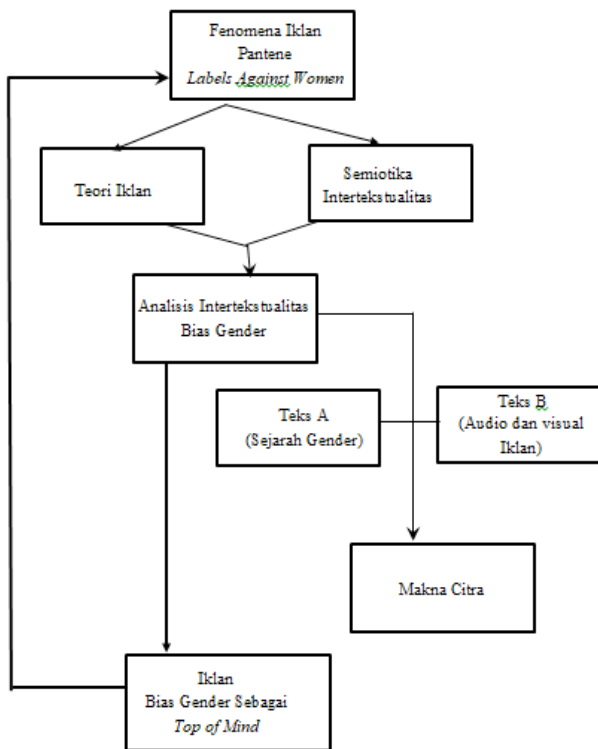 Fenomena Iklan
Pantene
Labels Against Women
Teori Iklan
Semiotika
Intertekstualitas
Analisis Intertekstualitas
Bias Gender
Teks A
(Sejarah Gender)
Teks B
(Audio dan visual
Iklan)
Makna Citra
Iklan
Bias Gender Sebagai
Top of Mind